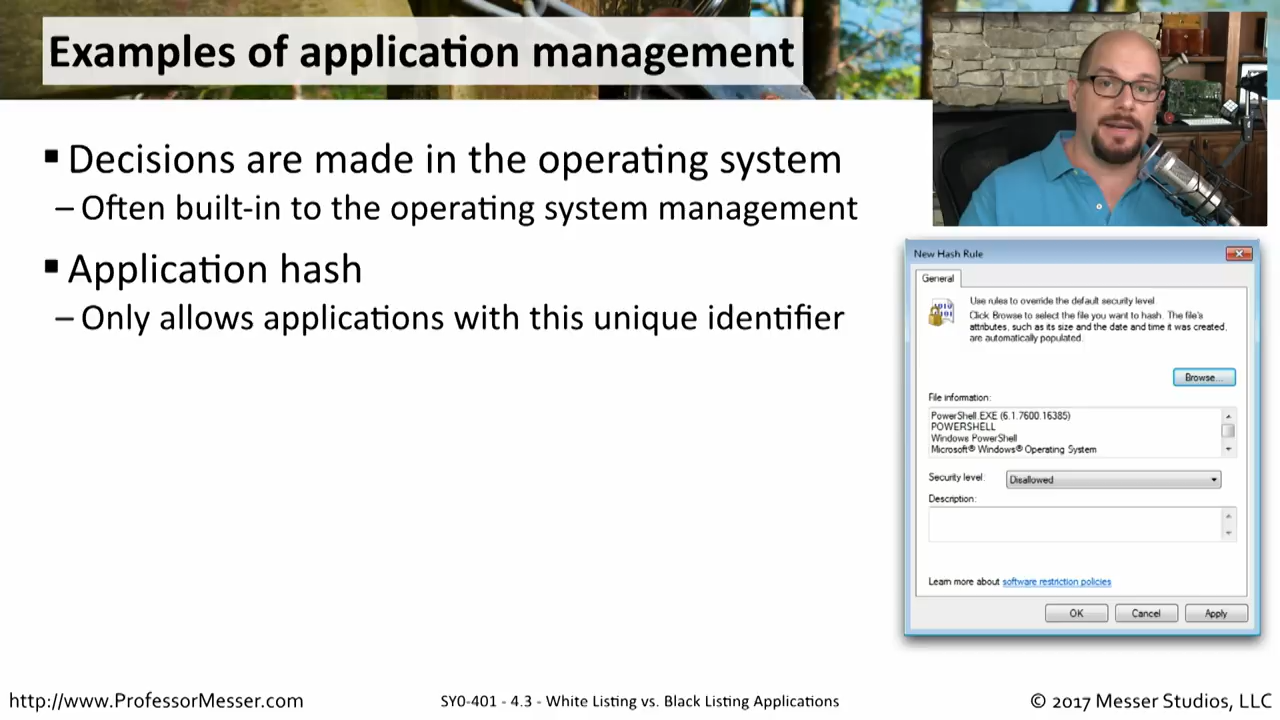 Examples of application management
▪ Decisions are made in the operating system
– Often built-in to the operating system management
▪ Application hash
– Only allows applications with this unique identifier
New Hash Rule
General
Use rules to override the default security level
Click Browse to select the file you want to hash. The file's
attributes, such as its size and the date and time it was created,
are automatically populated.
Browse...
File information:
PowerShell.EXE (6.1.7600.16385)
POWERSHELL
Windows PowerShell
Microsoft® Windows® Operating System
Security level:
Disallowed
Description:
Learn more about software restriction policies
OK
Cancel
Apply
http://www.ProfessorMesser.com
SY0-401 - 4.3 - White Listing vs. Black Listing Applications
© 2017 Messer Studios, LLC